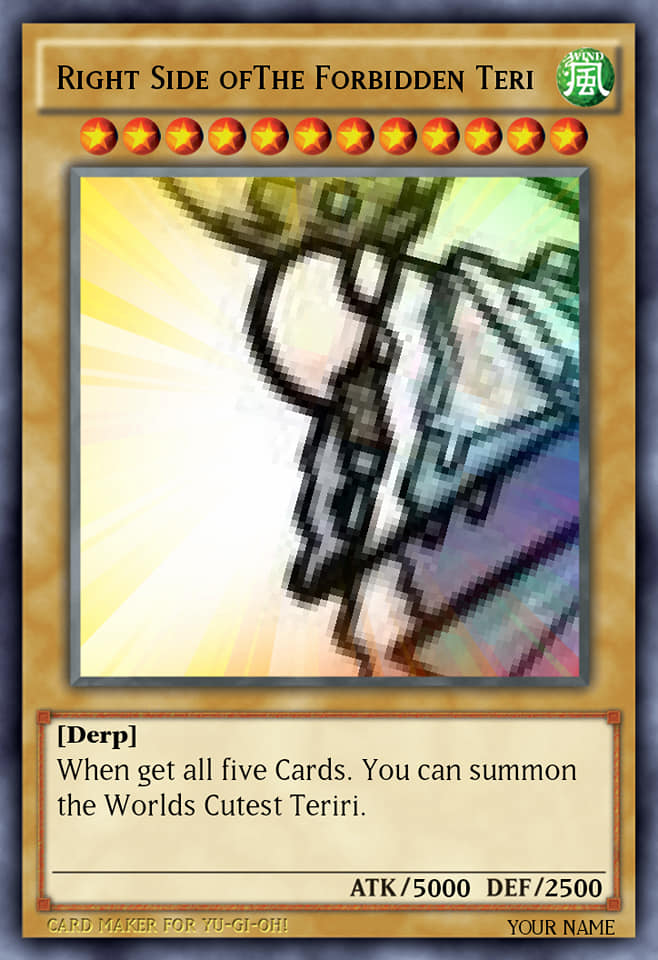 Right Side ofThe Forbidden Teri
WIND
風
[Derp]
When get all five Cards. You can summon
the Worlds Cutest Teriri.
ATK/5000 DEF/2500
CARD MAKER FOR YU-GI-OH!
YOUR NAME